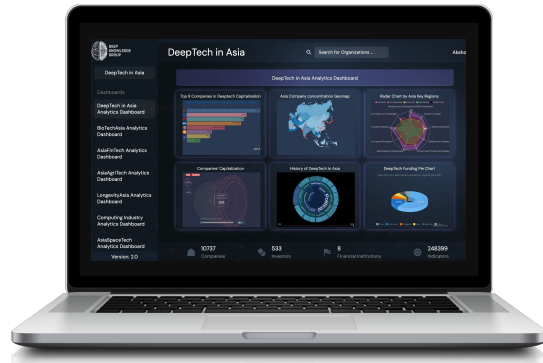 DEEP
KNOWLEDGE
GROUP
DeepTech in Asia
Search for Organizations ...
Aksha
DeepTech in Asia
Dashboards
DeepTech in Asia
Analytics Dashboard
BioTechAsia Analytics
Dashboard
AsiaFinTech Analytics
Dashboard
AsiaAgriTech Analytics
Dashboard
LongevityAsia Analytics
Dashboard
Computing Industry
Analytics Dashboard
AsiaSpaceTech
Analytics Dashboard
Version: 2.0
DeepTech in Asia Analytics Dashboard
Top 8 Companies in Deeptech Capitalisation
Asia Company concentration Geomap
Radar Chart by Asia Key Regions
Companies' Capitalisation
History of DeepTech in Asia
DeepTech Funding Pie Chart
10737
Companies
533
Investors
8
Financial Institutions
248399
Indicators